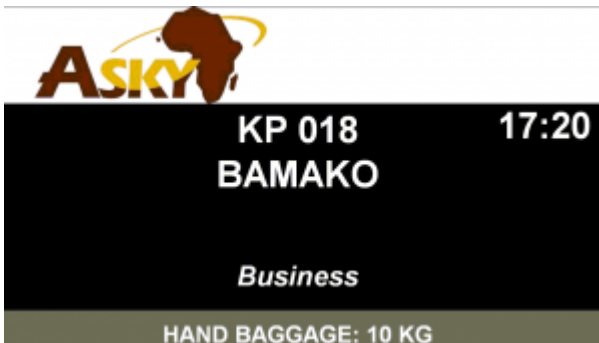 ASKY
KP 018 17:20
BAMAKO
Business
HAND BAGGAGE: 10 KG